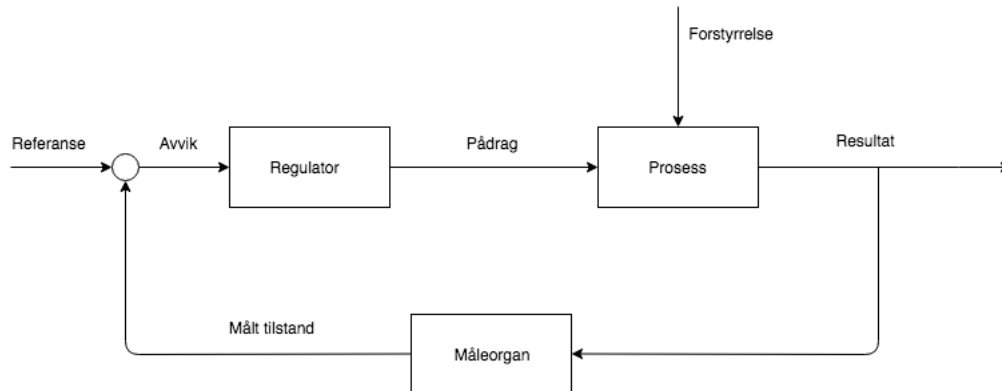 Forstyrrelse
Referanse
Avvik
Regulator
Pådrag
Prosess
Resultat
Målt tilstand
Måleorgan